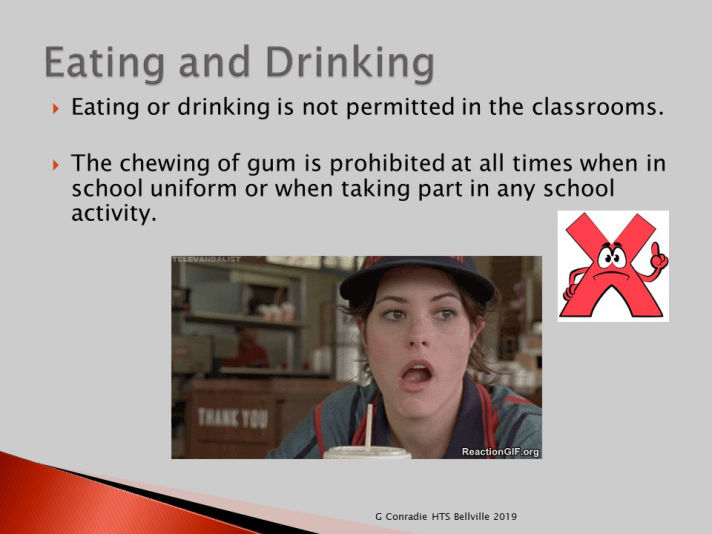 Eating and Drinking
Eating or drinking is not permitted in the classrooms.
The chewing of gum is prohibited at all times when in
school uniform or when taking part in any school
activity.
TELEVANDALIST
THANK YOU
ReactionGIF.org
G Conradie HTS Bellville 2019